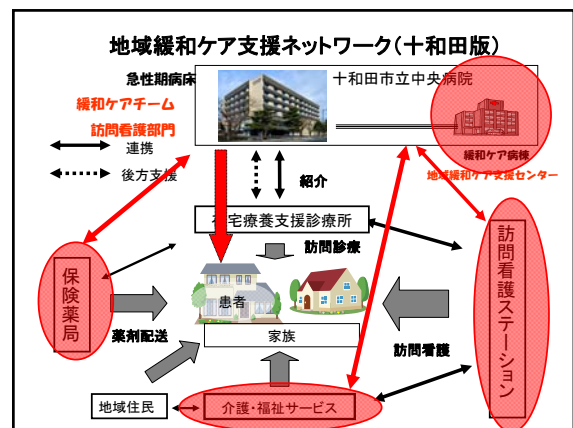 地域緩和ケア支援ネットワーク(十和田版)
急性期病床
十和田市立中央病院
緩和ケアチーム
訪問看護部門
連携
後方支援
緩和ケア病棟
地域緩和ケア支援センター
紹介
在宅療養支援診療所
訪問診療
保険薬局
患者
家族
薬剤配送
訪問看護
訪問看護ステーション
地域住民
介護・福祉サービス